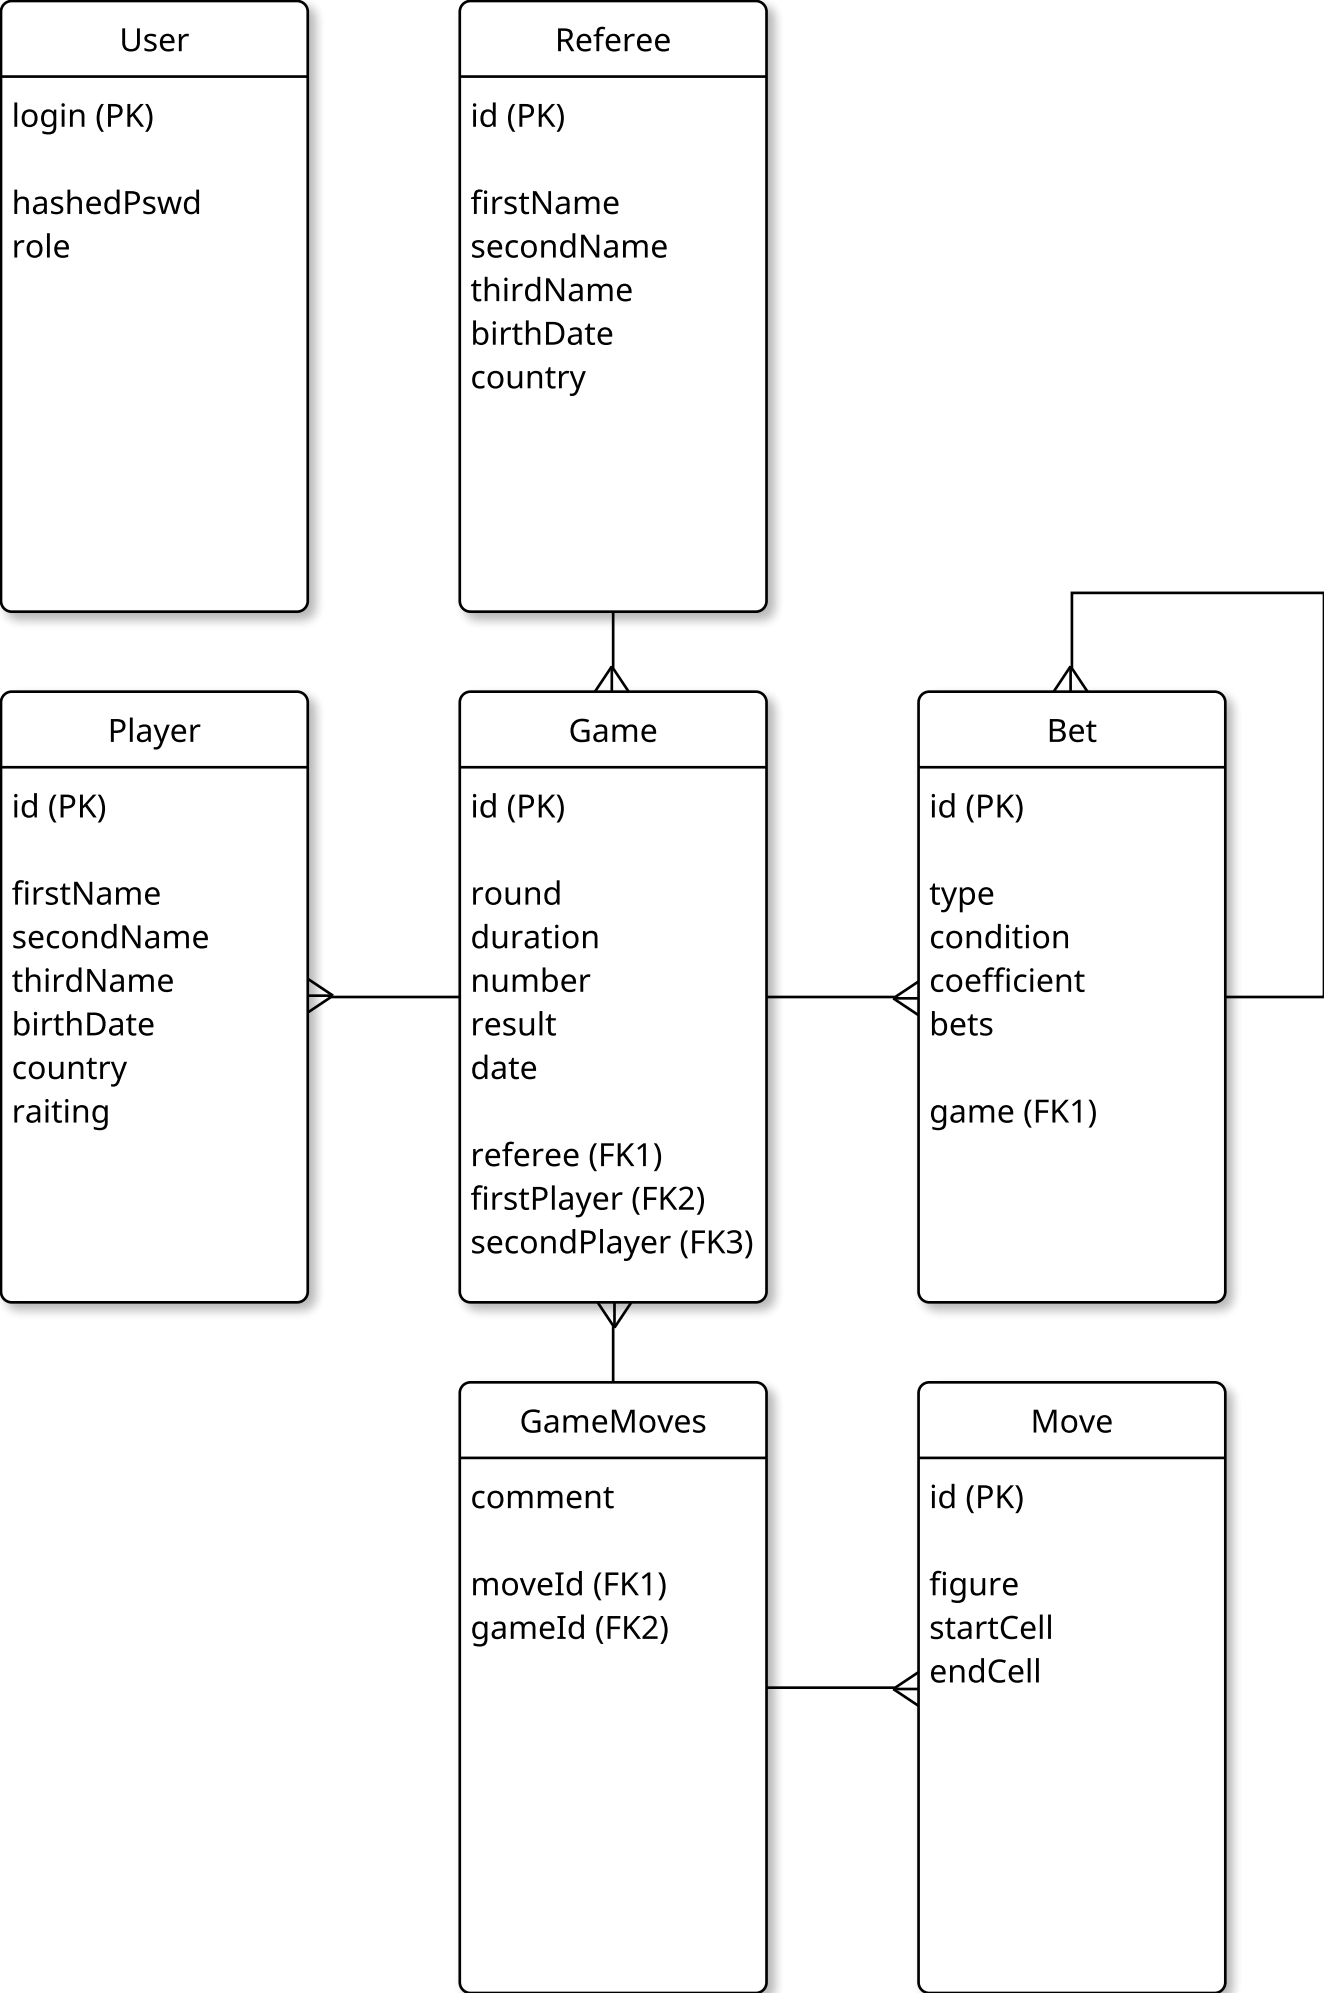 User
login (PK)
hashedPswd
role
Referee
id (PK)
firstName
secondName
thirdName
birthDate
country
Player
id (PK)
firstName
secondName
thirdName
birthDate
country
raiting
Game
id (PK)
round
duration
number
result
date
referee (FK1)
firstPlayer (FK2)
secondPlayer (FK3)
Bet
id (PK)
type
condition
coefficient
bets
game (FK1)
GameMoves
comment
moveId (FK1)
gameId (FK2)
Move
id (PK)
figure
startCell
endCell